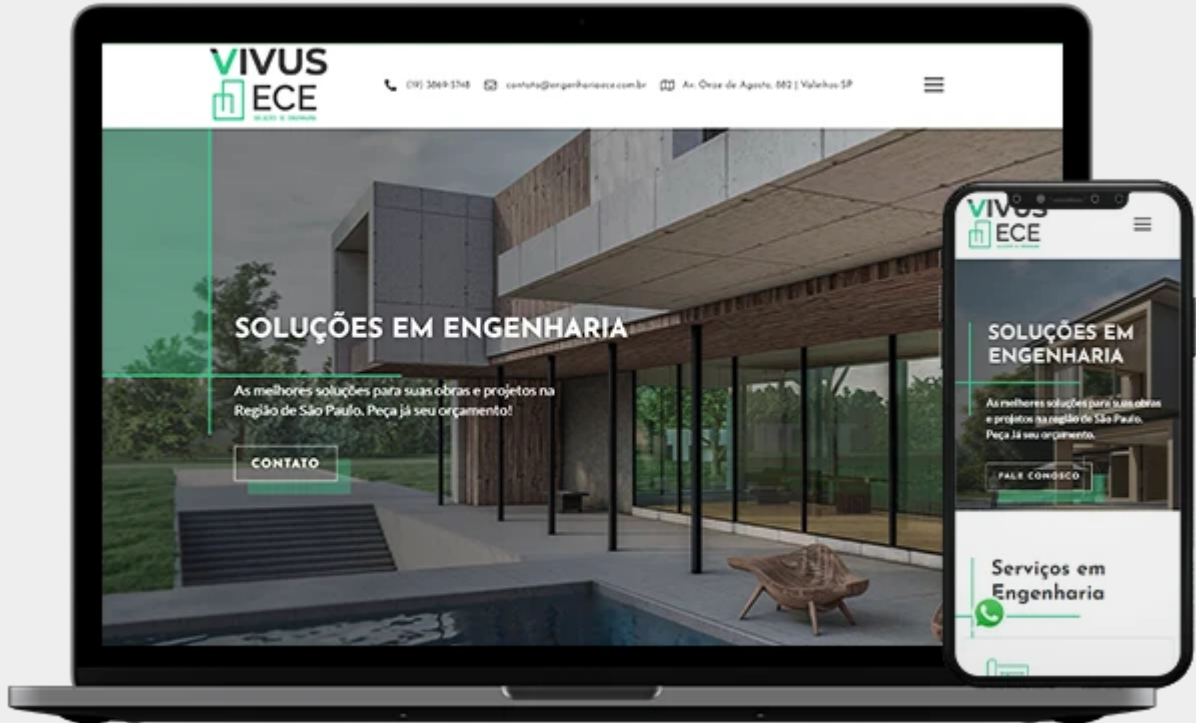 VIVUS
ECE
SOLUÇÕES EM ENGENHARIA
As melhores soluções para suas obras e projetos na
Região de São Paulo. Peça já seu orçamento!
CONTATO
(19) 3869-5748 contato@engenhariaece.com.br Av. Onze de Agosto, 882 | Valinhos-SP
VIVUS
ECE
SOLUÇÕES EM
ENGENHARIA
As melhores soluções para suas obras
e projetos na região de São Paulo.
Peça Já seu orçamento.
FALE CONOSCO
Serviços em
Engenharia